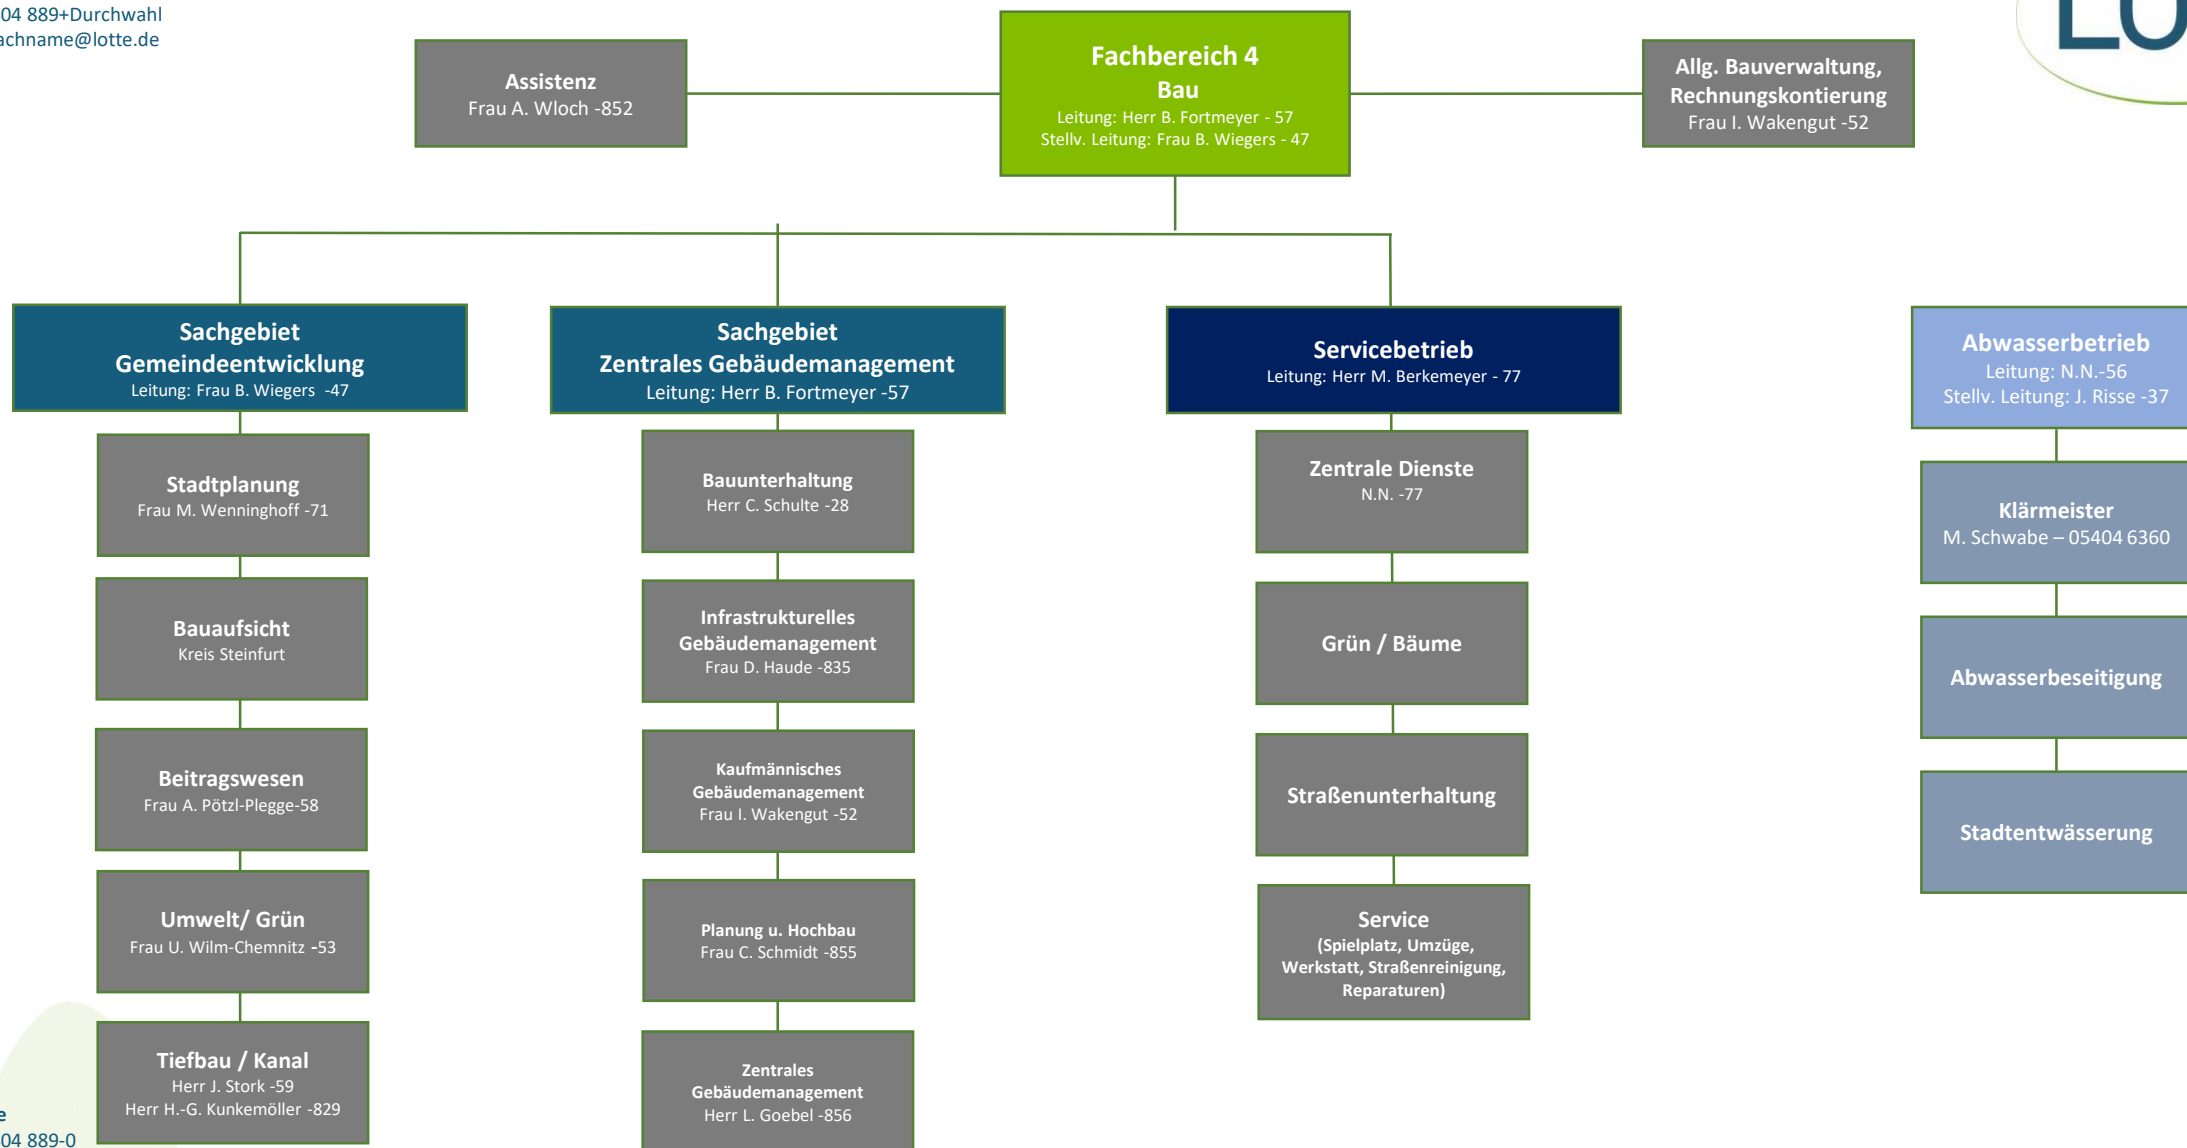 04 889+Durchwahl
achname@lotte.de
Assistenz
Frau A. Wloch -852
Fachbereich 4
Bau
Leitung: Herr B. Fortmeyer - 57
Stellv. Leitung: Frau B. Wiegers - 47
Allg. Bauverwaltung,
Rechnungskontierung
Frau I. Wakengut -52
LO
Sachgebiet
Gemeindeentwicklung
Leitung: Frau B. Wiegers -47
Stadtplanung
Frau M. Wenninghoff -71
Bauaufsicht
Kreis Steinfurt
Beitragswesen
Frau A. Pötzl-Plegge-58
Umwelt/ Grün
Frau U. Wilm-Chemnitz -53
Tiefbau / Kanal
Herr J. Stork -59
Herr H.-G. Kunkemöller -829
Sachgebiet
Zentrales Gebäudemanagement
Leitung: Herr B. Fortmeyer -57
Bauunterhaltung
Herr C. Schulte -28
Infrastrukturelles
Gebäudemanagement
Frau D. Haude -835
Kaufmännisches
Gebäudemanagement
Frau I. Wakengut -52
Planung u. Hochbau
Frau C. Schmidt -855
Zentrales
Gebäudemanagement
Herr L. Goebel -856
Servicebetrieb
Leitung: Herr M. Berkemeyer - 77
Zentrale Dienste
N.N. -77
Grün / Bäume
Straßenunterhaltung
Service
(Spielplatz, Umzüge,
Werkstatt, Straßenreinigung,
Reparaturen)
Abwasserbetrieb
Leitung: N.N.-56
Stellv. Leitung: J. Risse -37
Klärmeister
M. Schwabe – 05404 6360
Abwasserbeseitigung
Stadtentwässerung
e
04 889-0